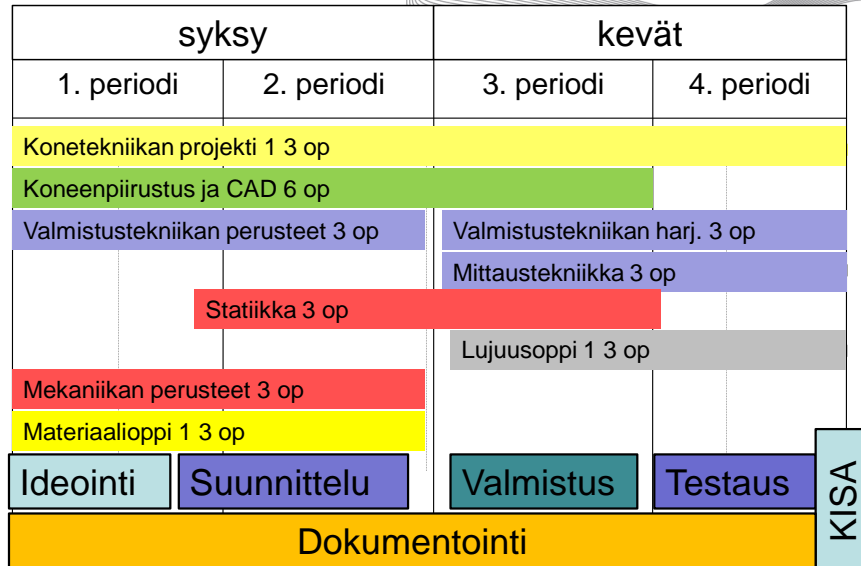 syksy kevät
1. periodi 2. periodi 3. periodi 4. periodi
Konetekniikan projekti 1 3 op
Koneenpiirustus ja CAD 6 op
Valmistustekniikan perusteet 3 op Valmistustekniikan harj. 3 op
Mittaustekniikka 3 op
Statiikka 3 op
Lujuusoppi 1 3 op
Mekaniikan perusteet 3 op
Materiaalioppi 1 3 op
Ideointi Suunnittelu Valmistus Testaus
KISA
Dokumentointi